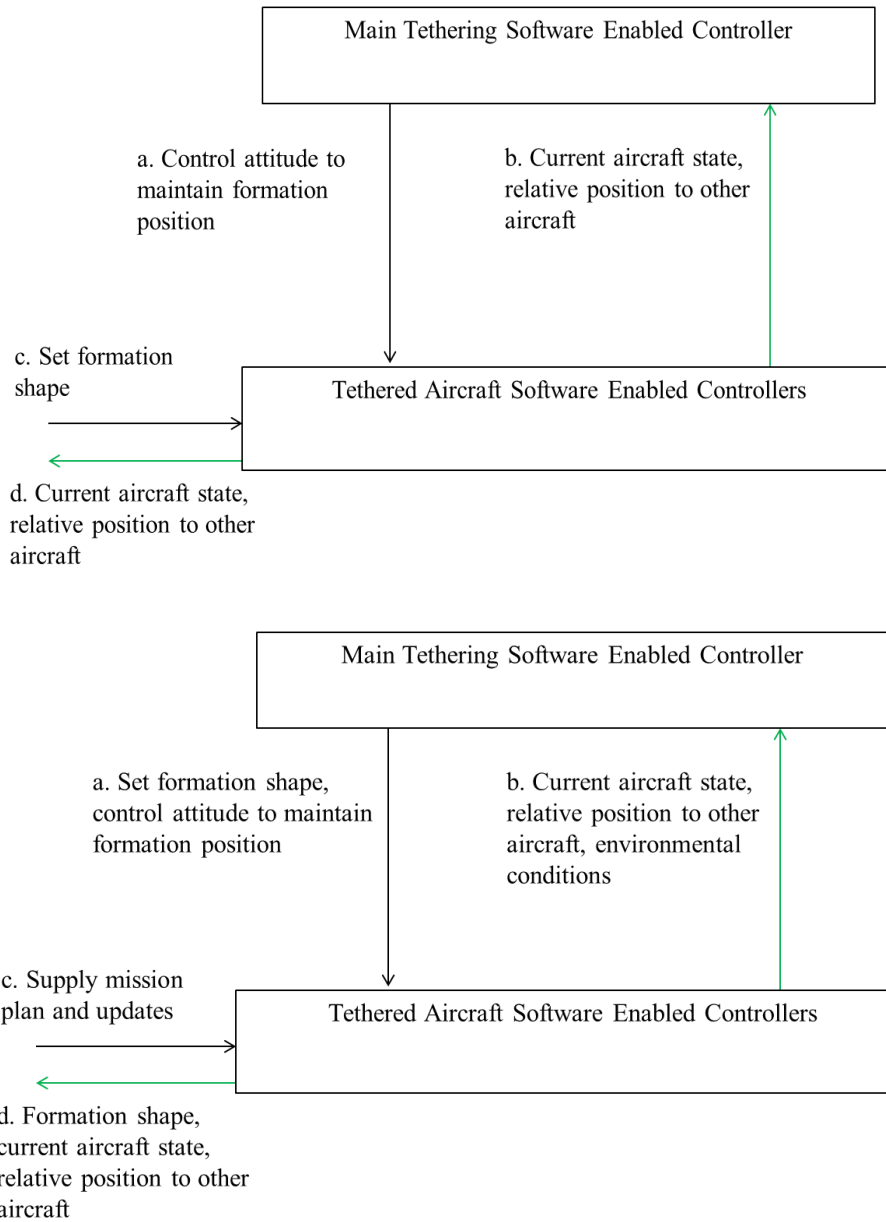 Main Tethering Software Enabled Controller
a. Control attitude to
maintain formation
position
b. Current aircraft state,
relative position to other
aircraft
c. Set formation
shape
Tethered Aircraft Software Enabled Controllers
d. Current aircraft state,
relative position to other
aircraft
Main Tethering Software Enabled Controller
a. Set formation shape,
control attitude to maintain
formation position
b. Current aircraft state,
relative position to other
aircraft, environmental
conditions
c. Supply mission
plan and updates
Tethered Aircraft Software Enabled Controllers
d. Formation shape,
current aircraft state,
relative position to other
aircraft